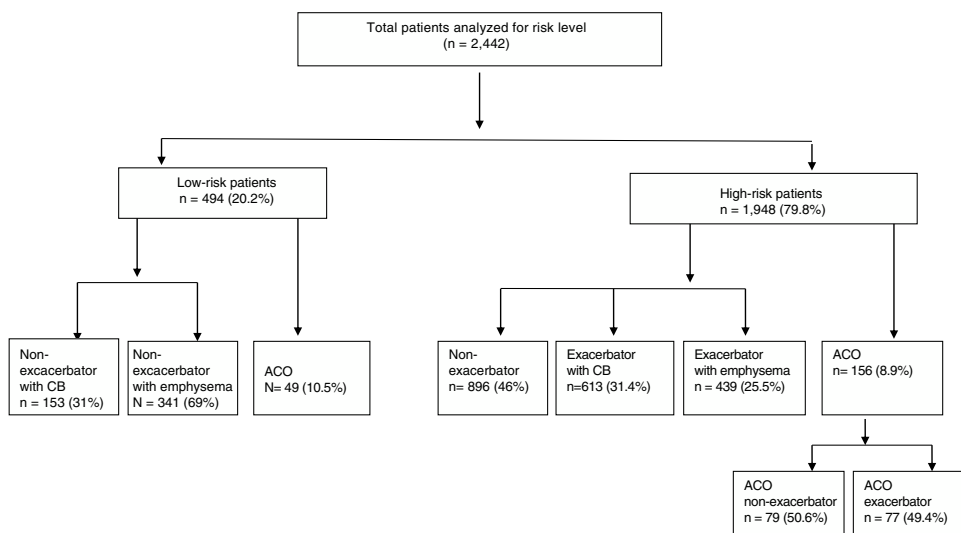 Total patients analyzed for risk level
(n = 2,442)
Low-risk patients
n = 494 (20.2%)
High-risk patients
n = 1,948 (79.8%)
Non-
excacerbator
with CB
n = 153 (31%)
Non-
excacerbator
with emphysema
N = 341 (69%)
ACO
N= 49 (10.5%)
Non-
exacerbator
n= 896 (46%)
Exacerbator
with CB
n=613 (31.4%)
Exacerbator
with emphysema
n= 439 (25.5%)
ACO
n= 156 (8.9%)
ACO
non-exacerbator
n = 79 (50.6%)
ACO
exacerbator
n = 77 (49.4%)